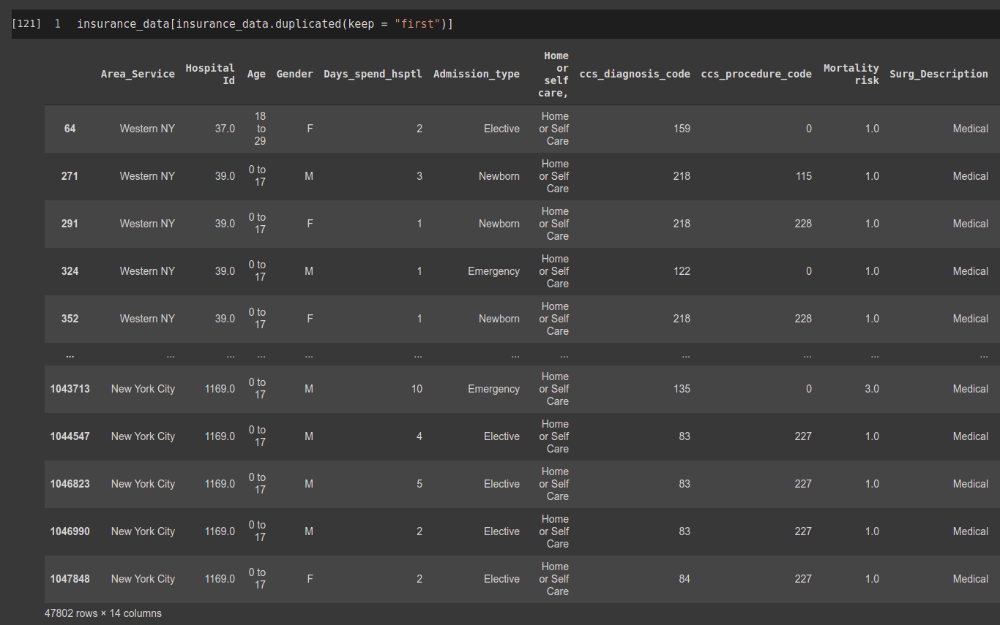 [121] 1 insurance_data[insurance_data.duplicated(keep = "first")]
Area_Service Hospital Id Age Gender Days_spend_hsptl Admission_type Home or self care, ccs_diagnosis_code ccs_procedure_code Mortality risk Surg_Description
64 Western NY 37.0 18 to 29 F 2 Elective Home or Self Care 159 0 1.0 Medical
271 Western NY 39.0 0 to 17 M 3 Newborn Home or Self Care 218 115 1.0 Medical
291 Western NY 39.0 0 to 17 F 1 Newborn Home or Self Care 218 228 1.0 Medical
324 Western NY 39.0 0 to 17 M 1 Emergency Home or Self Care 122 0 1.0 Medical
352 Western NY 39.0 0 to 17 F 1 Newborn Home or Self Care 218 228 1.0 Medical
... ... ... ... ... ... ... ... ... ... ... ...
1043713 New York City 1169.0 0 to 17 M 10 Emergency Home or Self Care 135 0 3.0 Medical
1044547 New York City 1169.0 0 to 17 M 4 Elective Home or Self Care 83 227 1.0 Medical
1046823 New York City 1169.0 0 to 17 M 5 Elective Home or Self Care 83 227 1.0 Medical
1046990 New York City 1169.0 0 to 17 M 2 Elective Home or Self Care 83 227 1.0 Medical
1047848 New York City 1169.0 0 to 17 F 2 Elective Home or Self Care 84 227 1.0 Medical
47802 rows × 14 columns